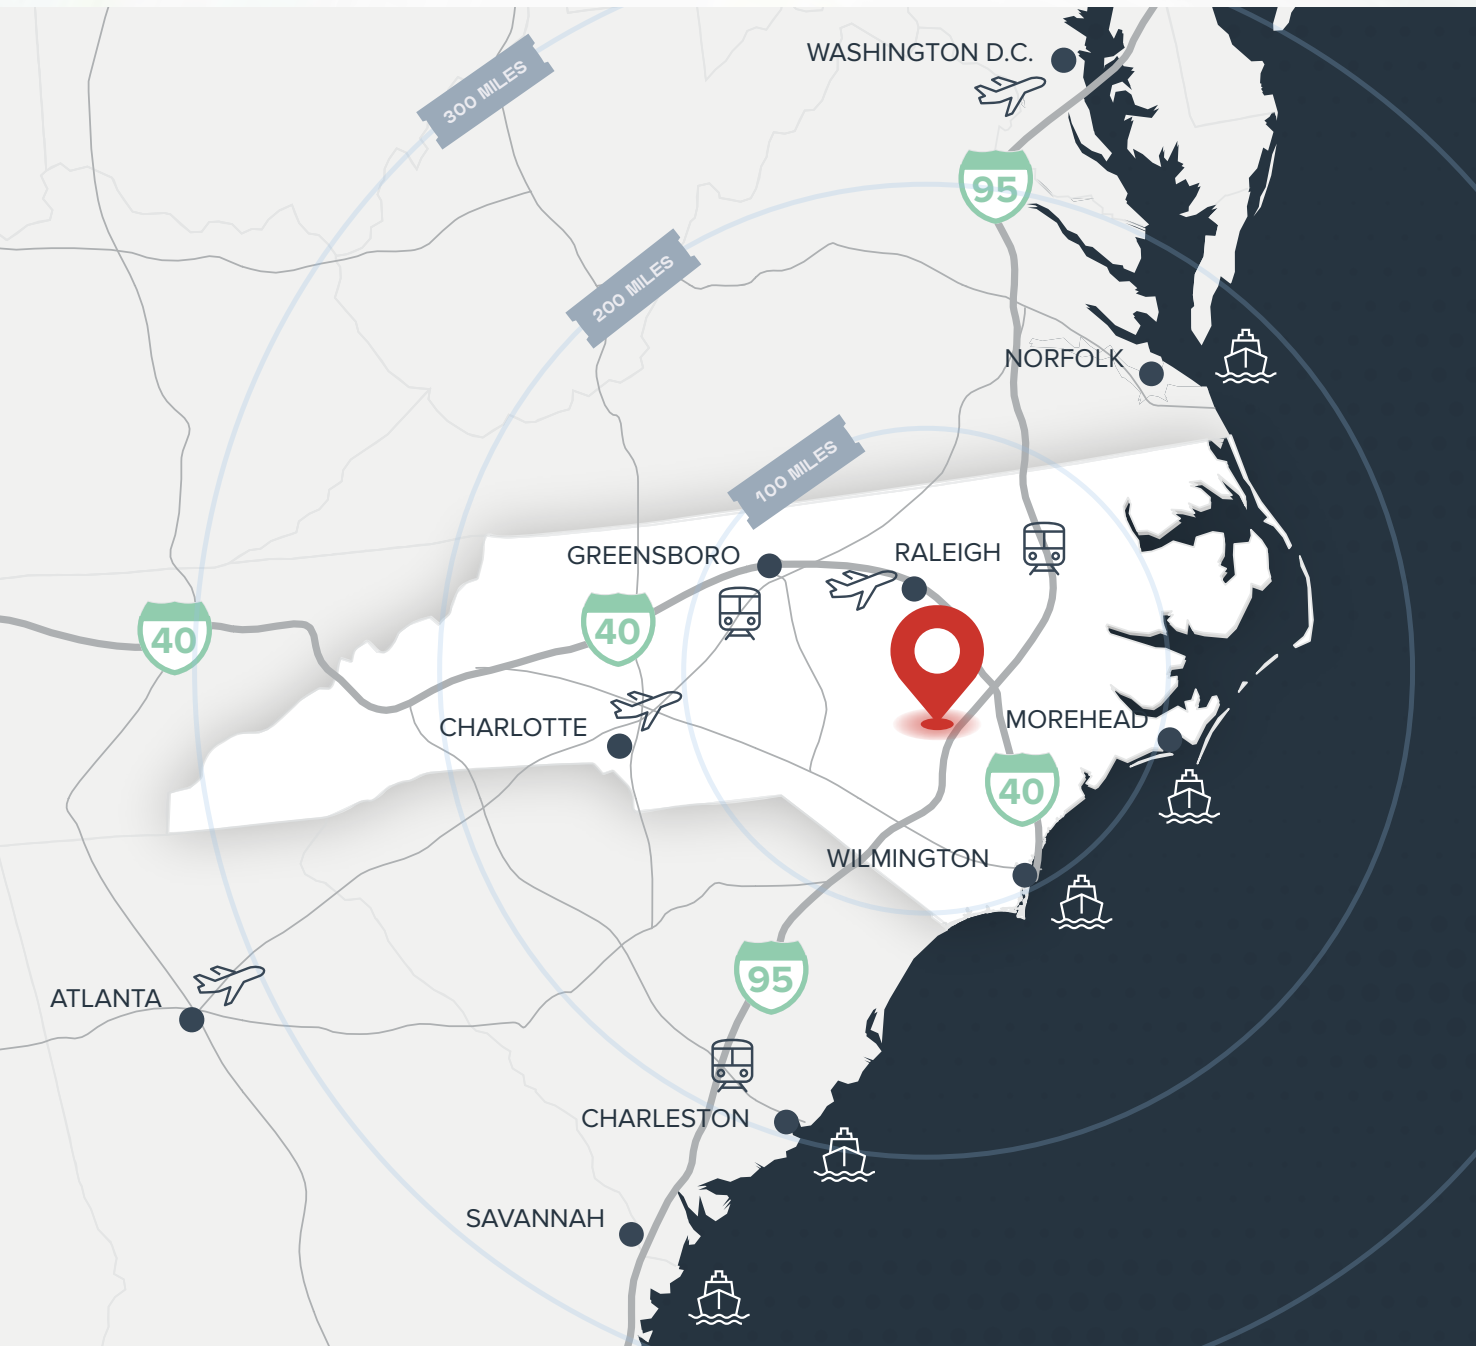 WASHINGTON D.C.
300 MILES
95
200 MILES
NORFOLK
100 MILES
GREENSBORO
RALEIGH
40
40
CHARLOTTE
MOREHEAD
40
WILMINGTON
95
ATLANTA
CHARLESTON
SAVANNAH